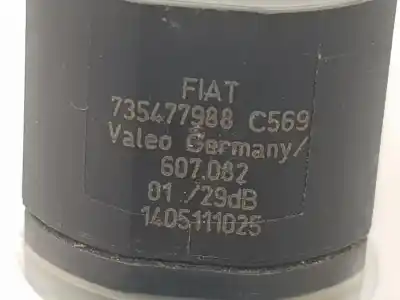 FIAT
735477988 C569
Valeo Germany/
607.082
01 /29dB
1405111025